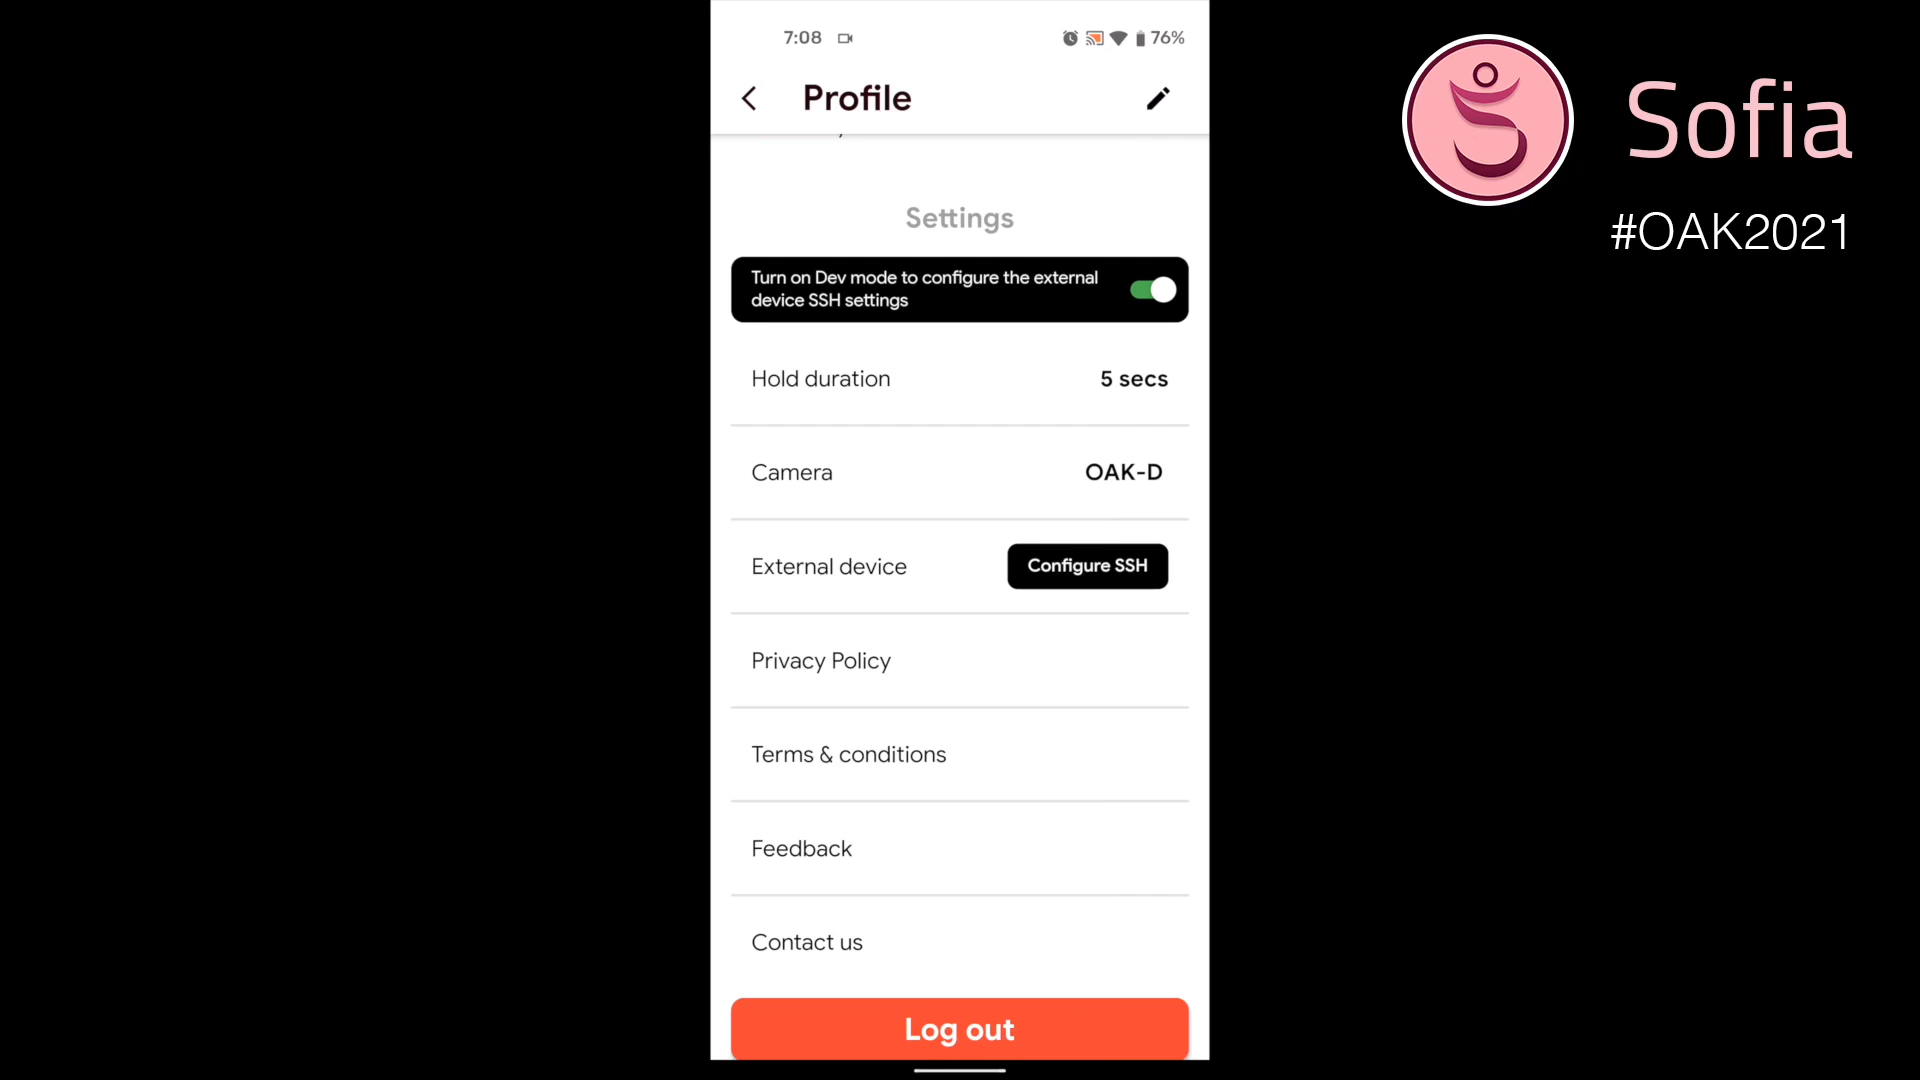 7:08
76%
Profile
Settings
Turn on Dev mode to configure the external
device SSH settings
Hold duration
5 secs
Camera
OAK-D
External device
Configure SSH
Privacy Policy
Terms & conditions
Feedback
Contact us
Log out
Sofia
#OAK2021